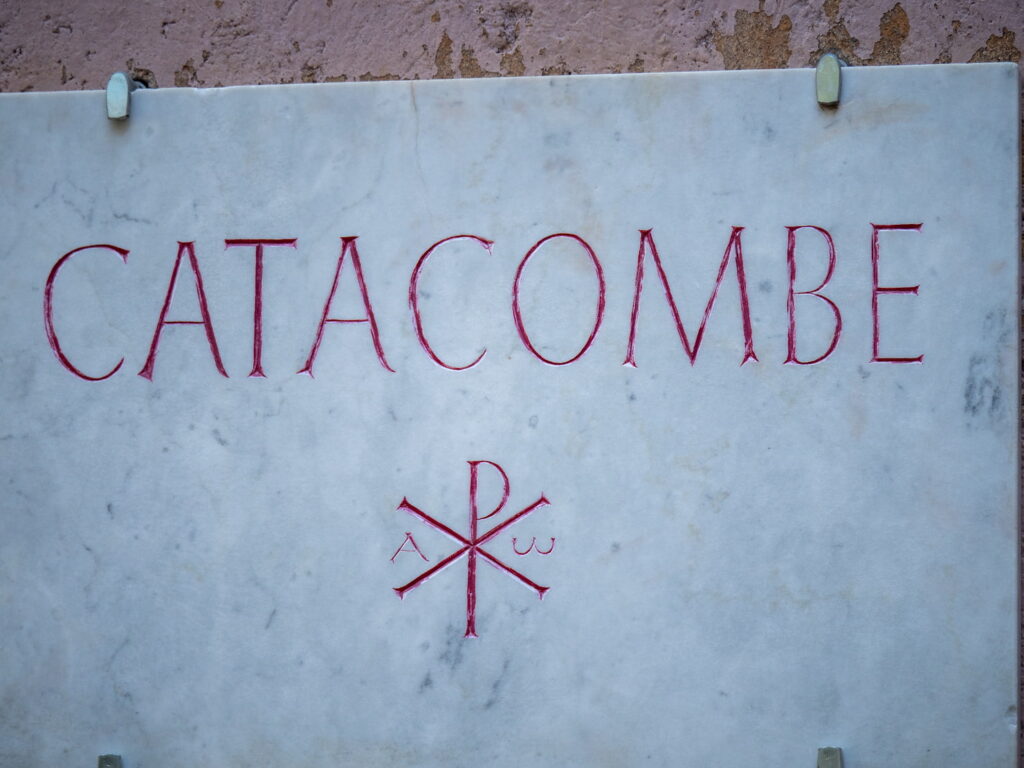 CATACOMBE
Α ☧ ω